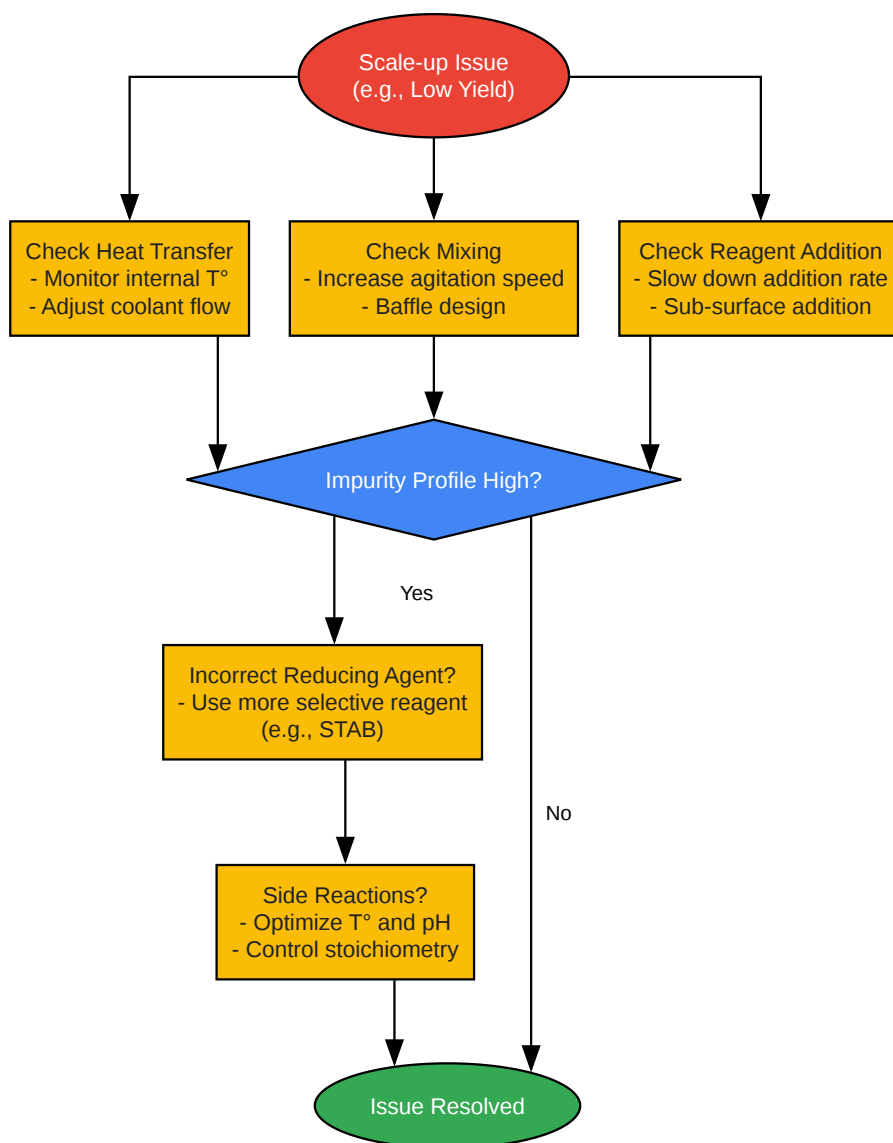 Scale-up Issue
(e.g., Low Yield)
Check Heat Transfer
- Monitor internal T°
- Adjust coolant flow
Check Mixing
- Increase agitation speed
- Baffle design
Check Reagent Addition
- Slow down addition rate
- Sub-surface addition
Impurity Profile High?
Yes
Incorrect Reducing Agent?
- Use more selective reagent
(e.g., STAB)
No
Side Reactions?
- Optimize T° and pH
- Control stoichiometry
Issue Resolved